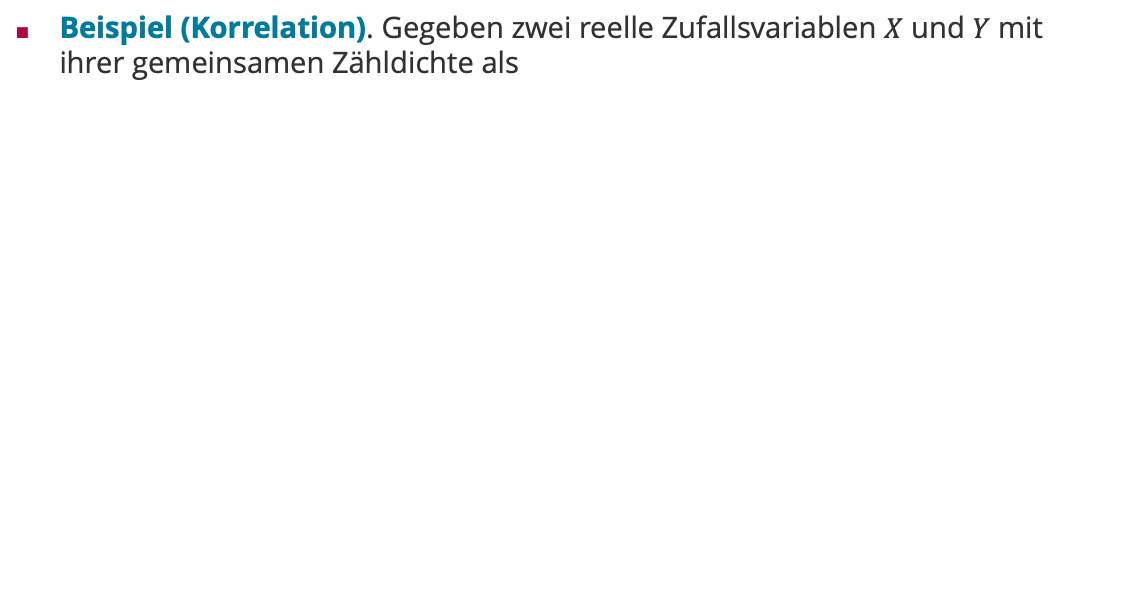 Beispiel (Korrelation). Gegeben zwei reelle Zufallsvariablen X und Y mit
ihrer gemeinsamen Zähldichte als